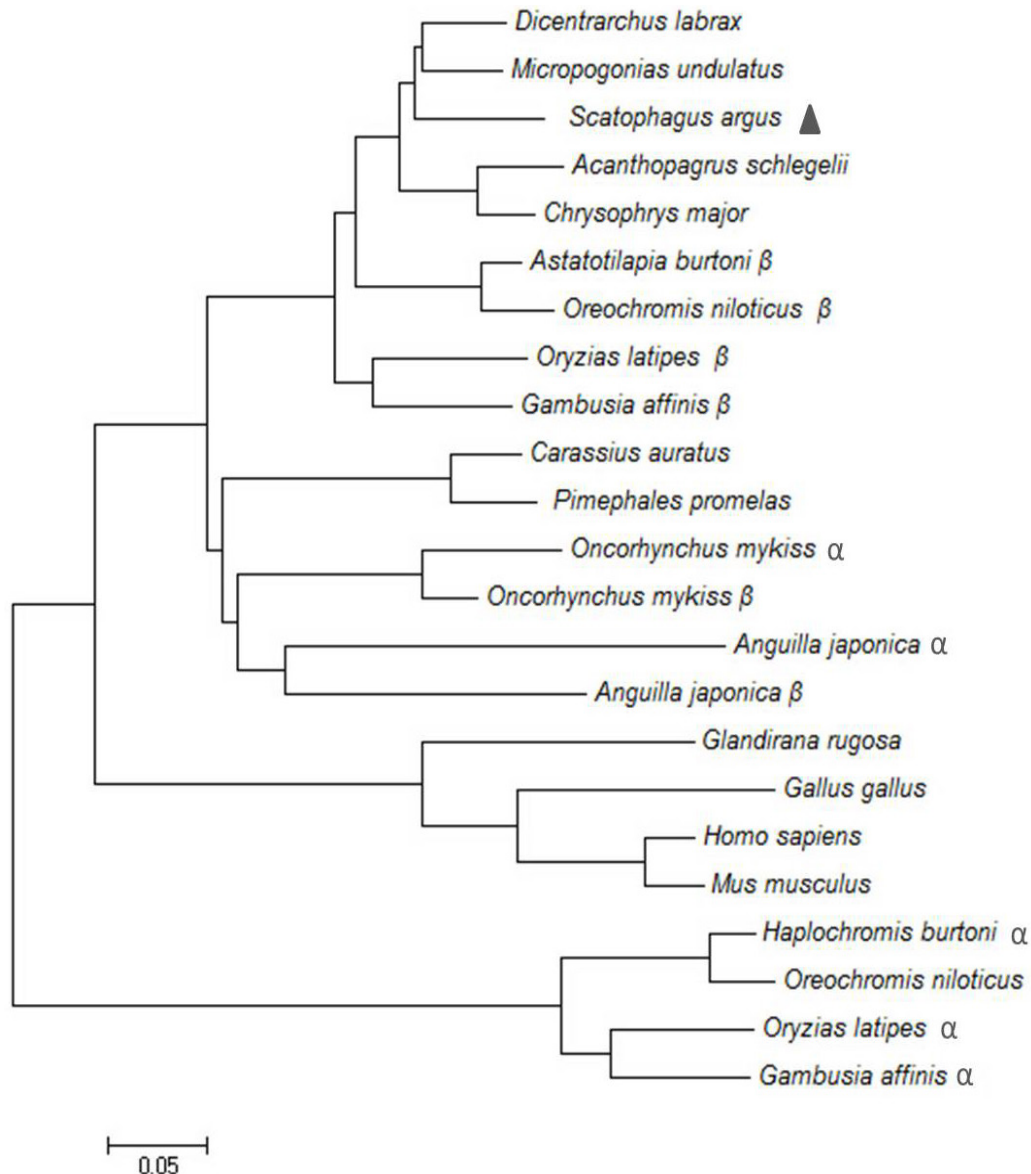 Dicentrarchus labrax
Micropogonias undulatus
Scatophagus argus
Acanthopagrus schlegelii
Chrysophrys major
Astatotilapia burtoni β
Oreochromis niloticus β
Oryzias latipes β
Gambusia affinis β
Carassius auratus
Pimephales promelas
Oncorhynchus mykiss α
Oncorhynchus mykiss β
Anguilla japonica α
Anguilla japonica β
Glandirana rugosa
Gallus gallus
Homo sapiens
Mus musculus
Haplochromis burtoni α
Oreochromis niloticus
Oryzias latipes α
Gambusia affinis α
0.05